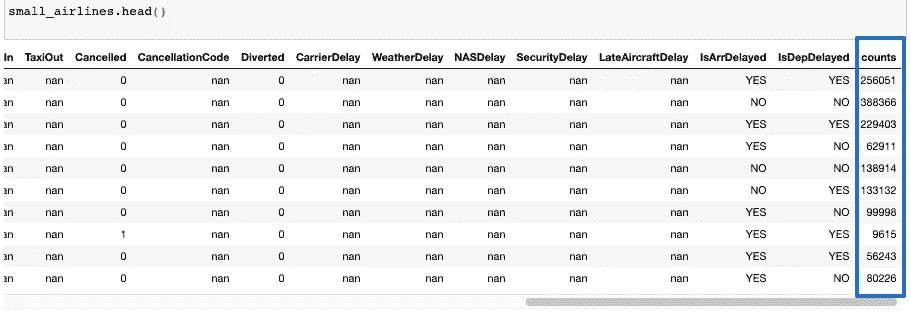 small_airlines.head()
In TaxiOut Cancelled CancellationCode Diverted CarrierDelay WeatherDelay NASDelay SecurityDelay LateAircraftDelay IsArrDelayed IsDepDelayed counts
an nan 0 nan 0 nan nan nan nan nan YES YES 256051
an nan 0 nan 0 nan nan nan nan nan NO NO 388366
an nan 0 nan 0 nan nan nan nan nan YES YES 229403
an nan 0 nan 0 nan nan nan nan nan YES NO 62911
an nan 0 nan 0 nan nan nan nan nan NO NO 138914
an nan 0 nan 0 nan nan nan nan nan NO YES 133132
an nan 0 nan 0 nan nan nan nan nan YES NO 99998
an nan 1 nan 0 nan nan nan nan nan YES YES 9615
an nan 0 nan 0 nan nan nan nan nan YES YES 56243
an nan 0 nan 0 nan nan nan nan nan YES NO 80226